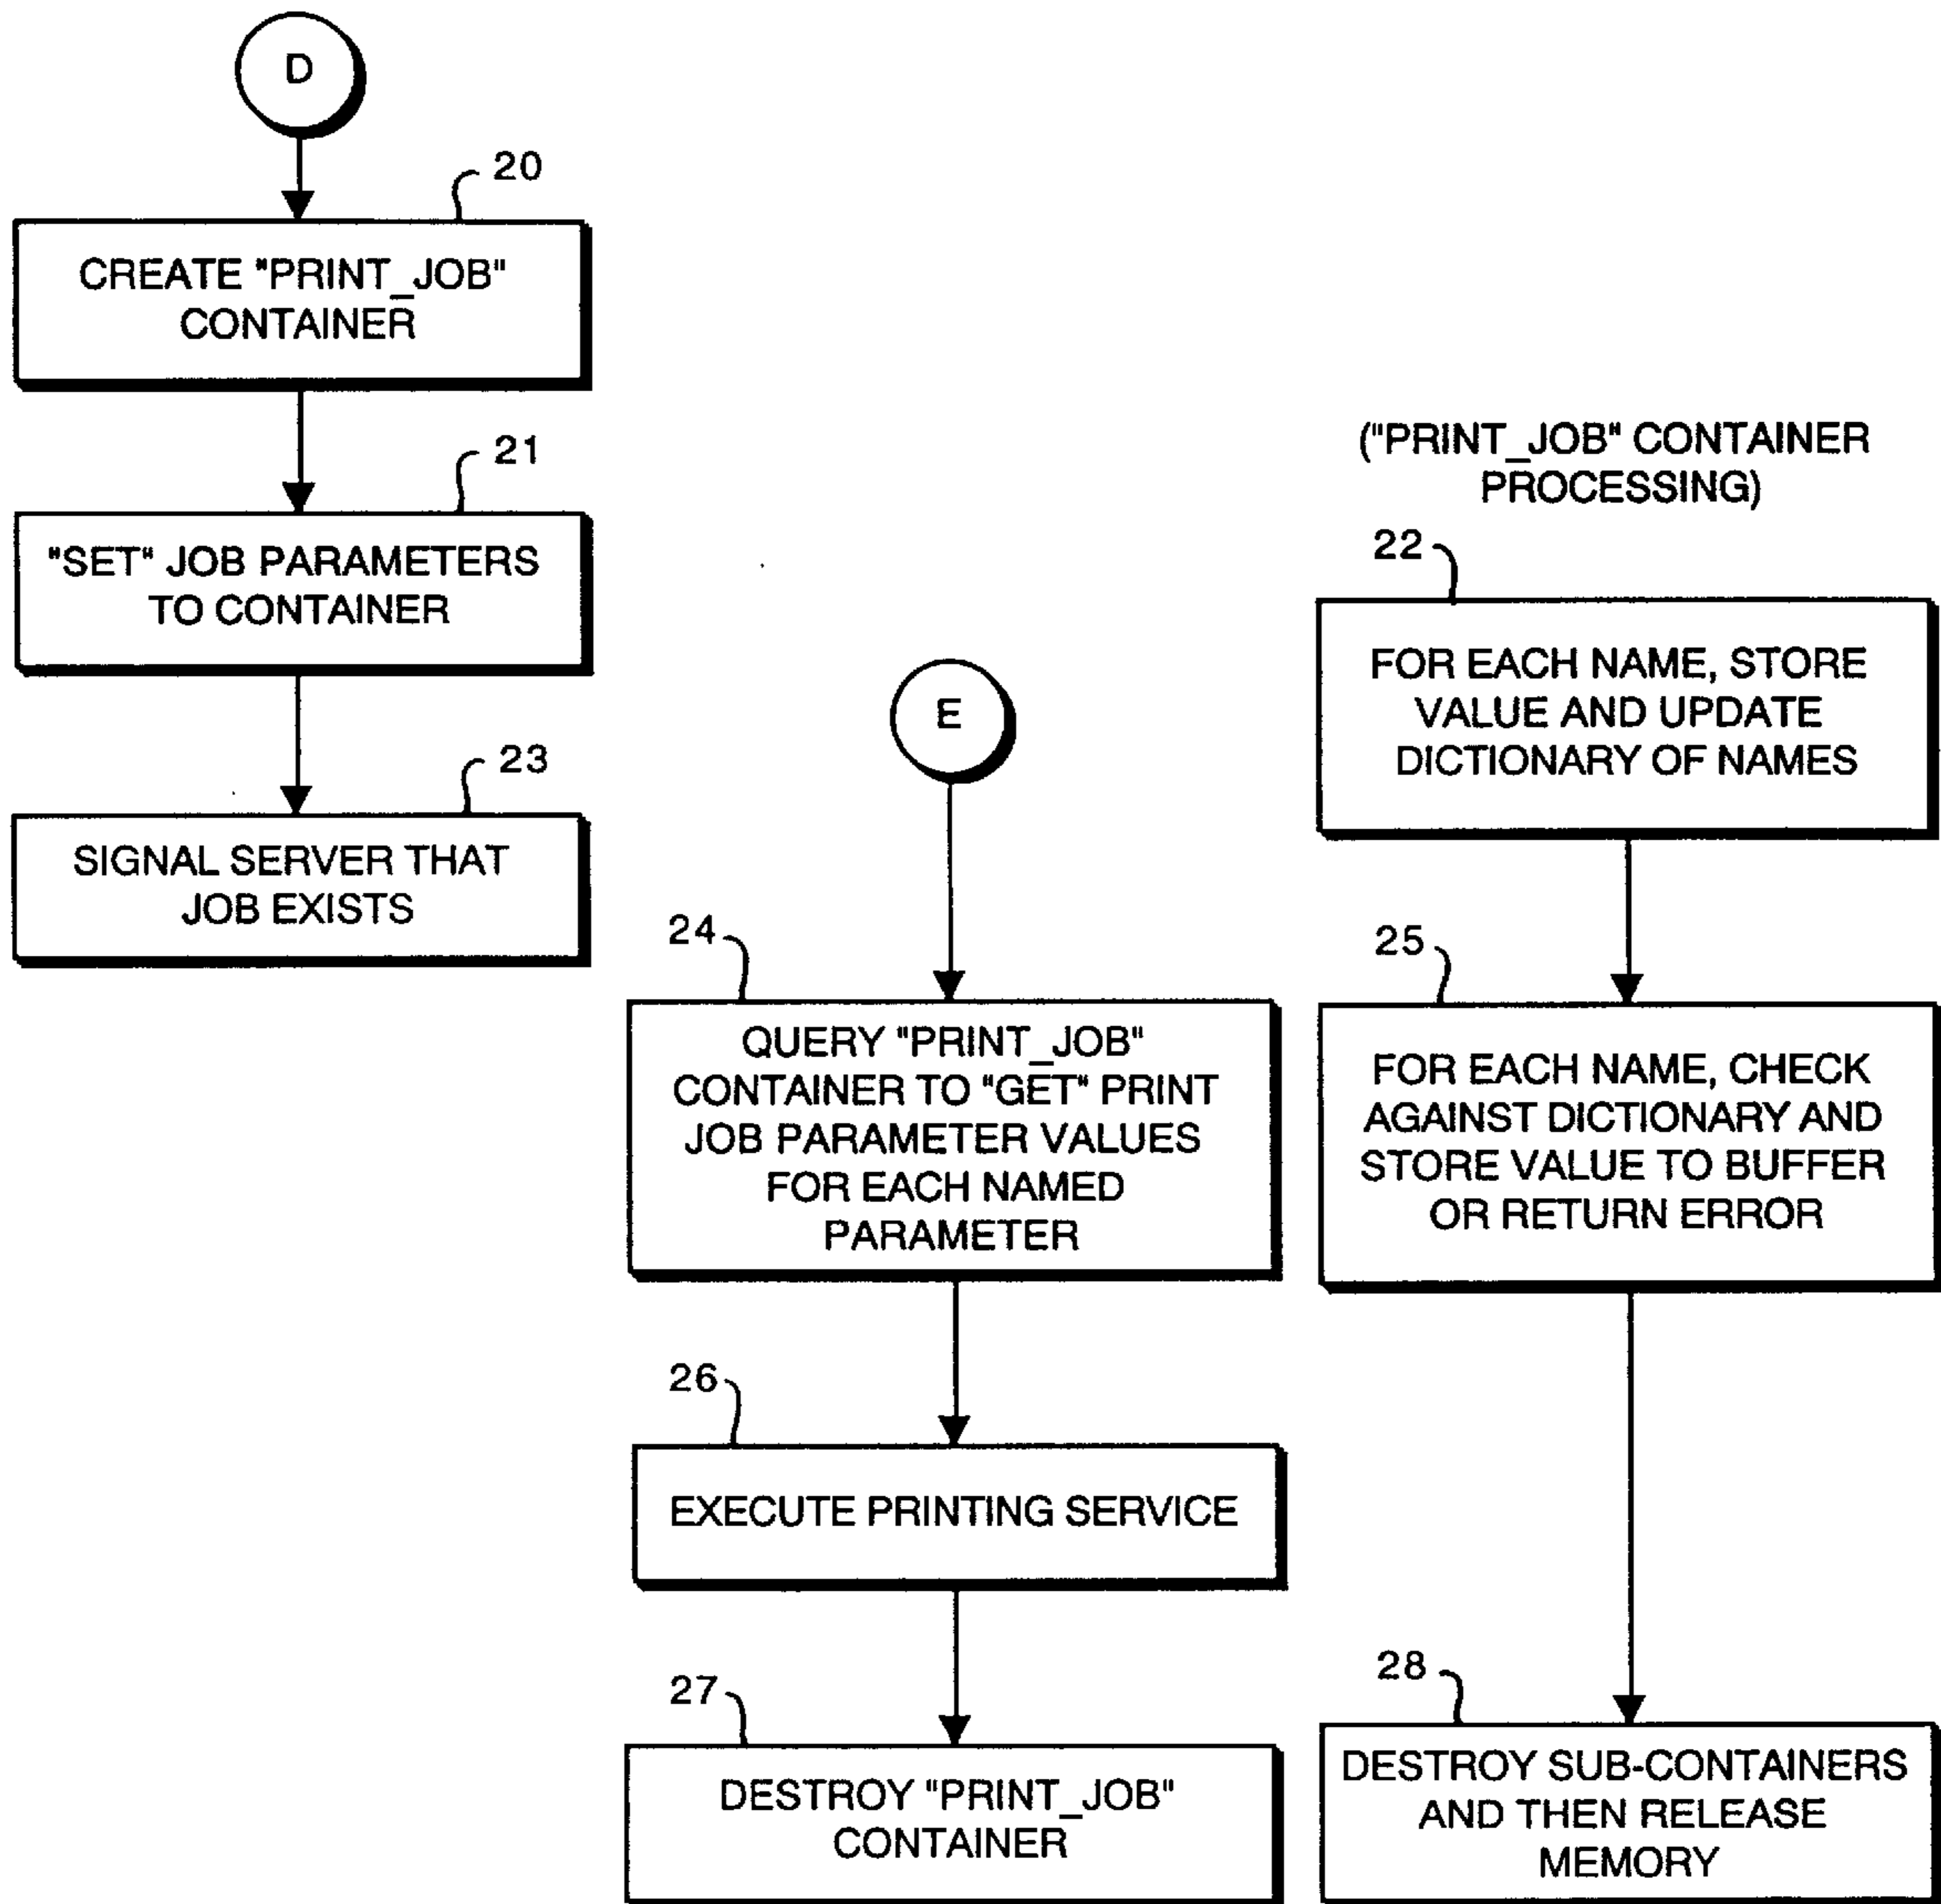 D
20
CREATE "PRINT_JOB"
CONTAINER
21
"SET" JOB PARAMETERS
TO CONTAINER
23
SIGNAL SERVER THAT
JOB EXISTS
E
24
QUERY "PRINT_JOB"
CONTAINER TO "GET" PRINT
JOB PARAMETER VALUES
FOR EACH NAMED
PARAMETER
26
EXECUTE PRINTING SERVICE
27
DESTROY "PRINT_JOB"
CONTAINER
("PRINT_JOB" CONTAINER
PROCESSING)
22
FOR EACH NAME, STORE
VALUE AND UPDATE
DICTIONARY OF NAMES
25
FOR EACH NAME, CHECK
AGAINST DICTIONARY AND
STORE VALUE TO BUFFER
OR RETURN ERROR
28
DESTROY SUB-CONTAINERS
AND THEN RELEASE
MEMORY